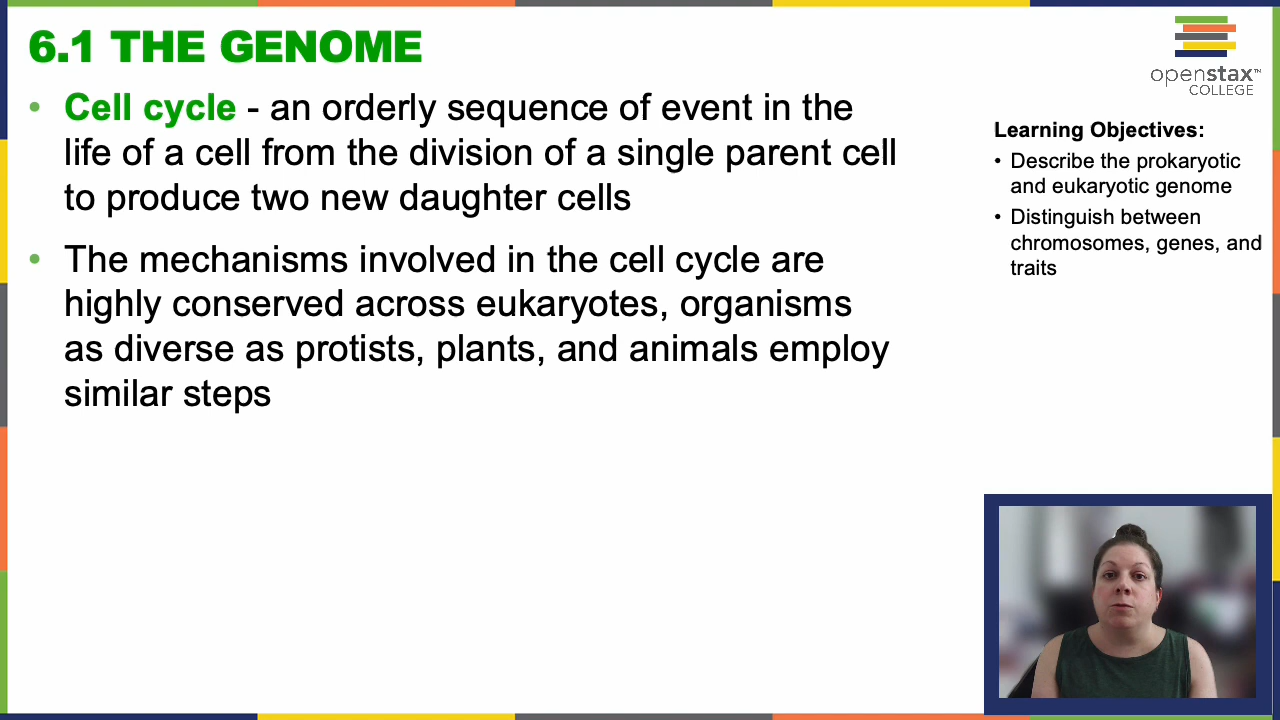 6.1 THE GENOME
• Cell cycle - an orderly sequence of event in the
life of a cell from the division of a single parent cell
to produce two new daughter cells
• The mechanisms involved in the cell cycle are
highly conserved across eukaryotes, organisms
as diverse as protists, plants, and animals employ
similar steps
openstax™
COLLEGE
Learning Objectives:
• Describe the prokaryotic
and eukaryotic genome
• Distinguish between
chromosomes, genes, and
traits